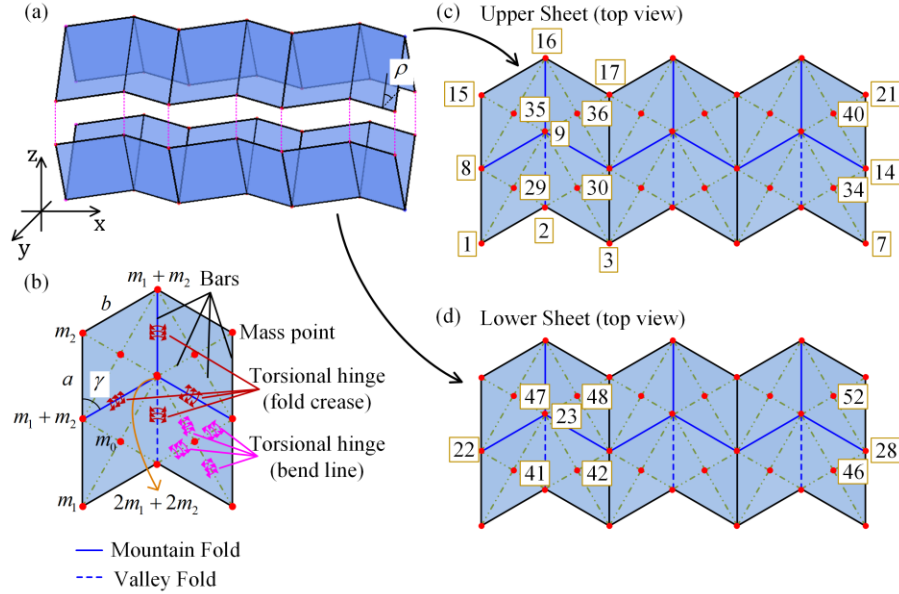 (a)
ρ
z
x
y
(c) Upper Sheet (top view)
16
17
15
21
35
36
40
9
8
14
29
30
34
1
2
3
7
(b)
m₁ + m₂
b
Bars
m₂
Mass point
a
γ
Torsional hinge
(fold crease)
m₁ + m₂
m₀
Torsional hinge
(bend line)
m₁
2m₁ + 2m₂
Mountain Fold
Valley Fold
(d) Lower Sheet (top view)
47
48
52
23
22
28
41
42
46